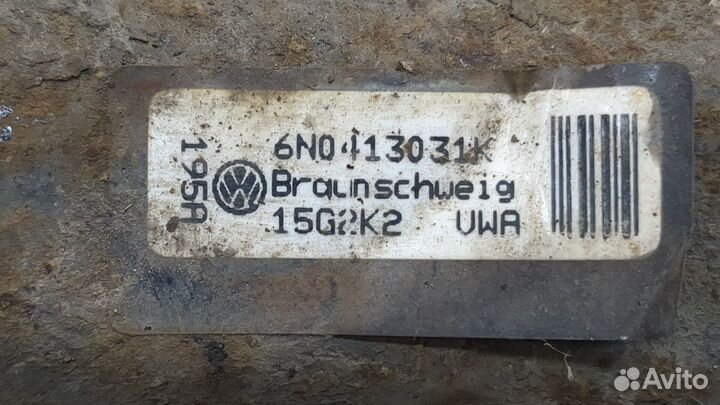 195A
6N0413031K
Braunschweig
15G2K2 VWA
Avito